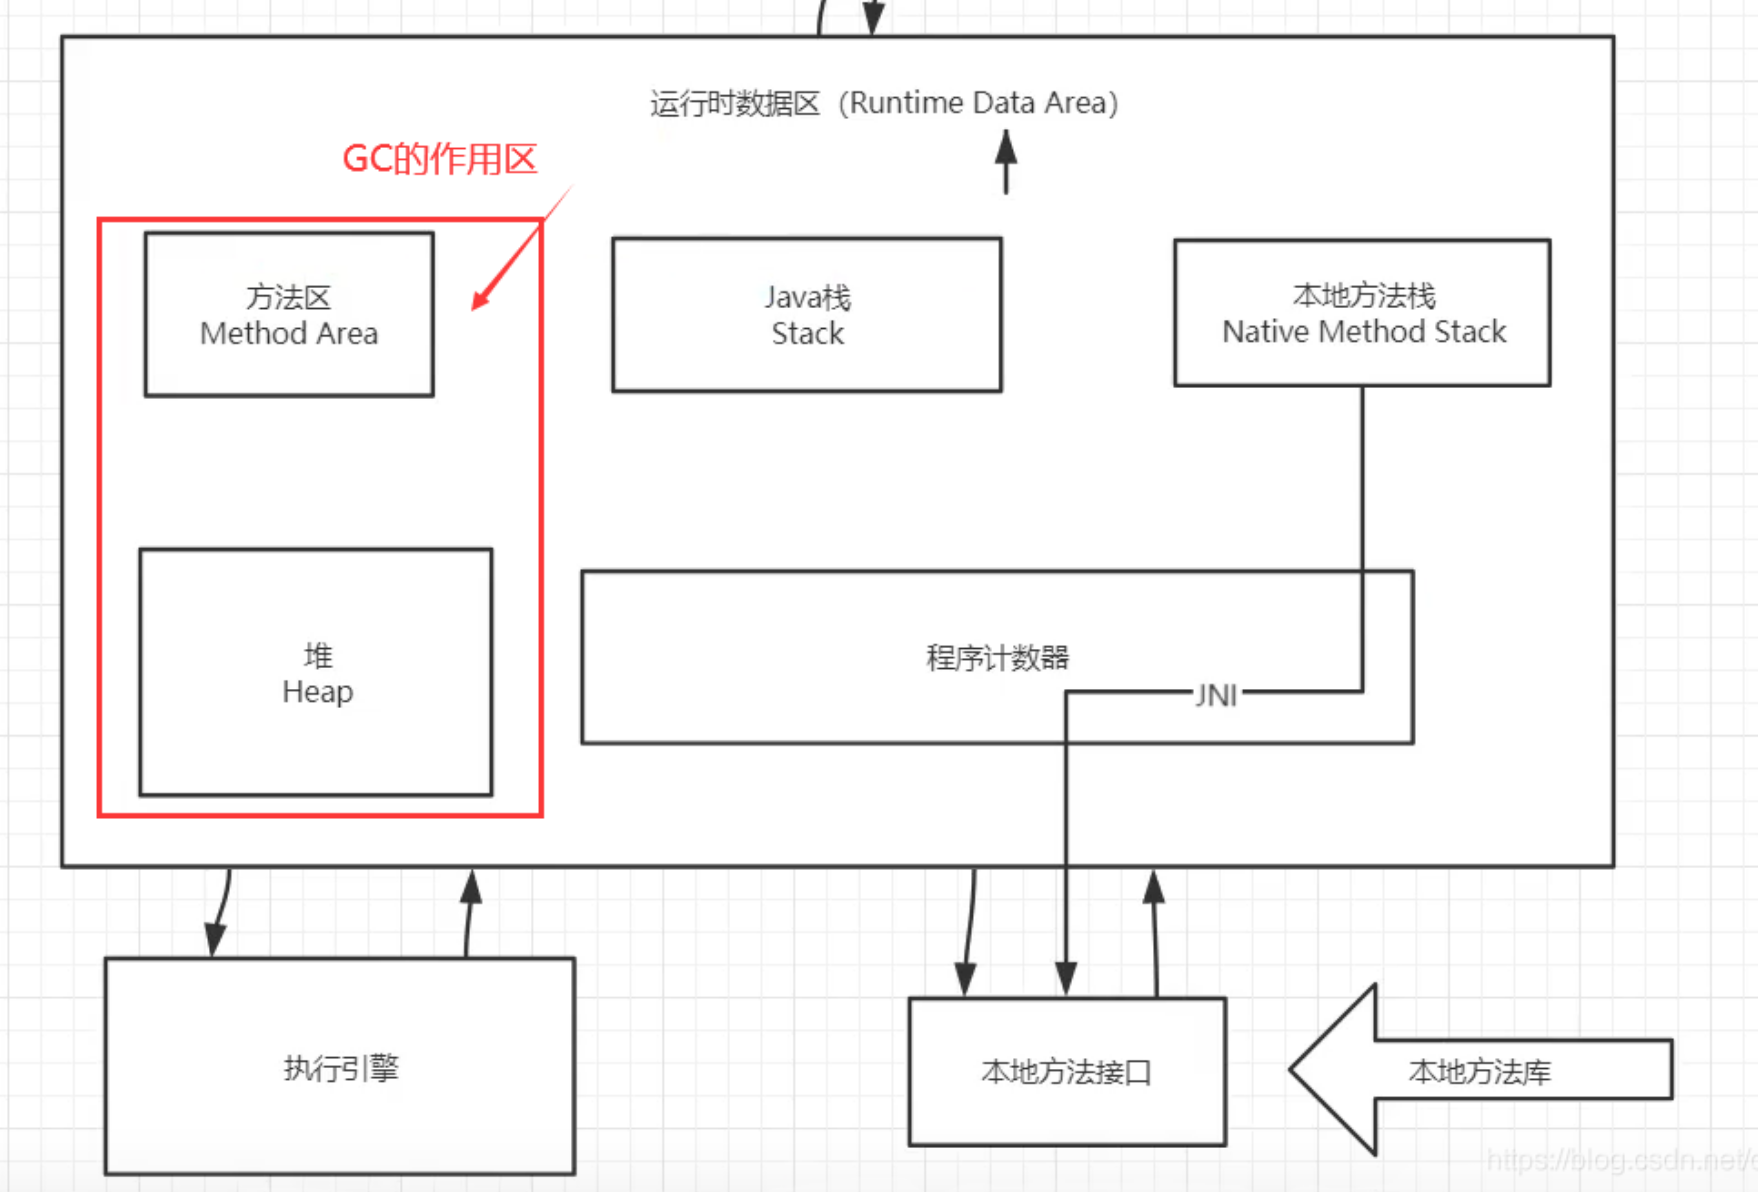 运行时数据区（Runtime Data Area）
GC的作用区
方法区
Method Area
Java栈
Stack
本地方法栈
Native Method Stack
堆
Heap
程序计数器
JNI
执行引擎
本地方法接口
本地方法库
https://blog.csdn.net/